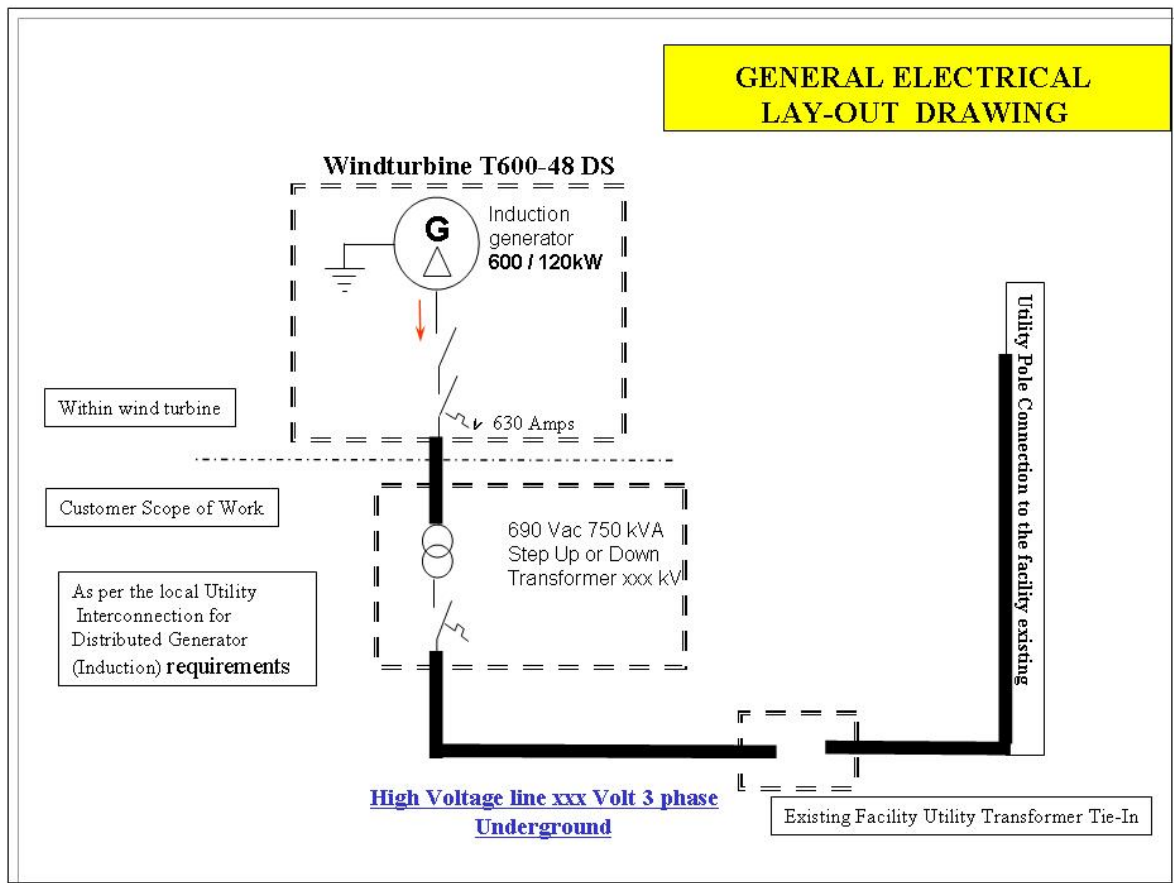 GENERAL ELECTRICAL
LAY-OUT DRAWING
Windturbine T600-48 DS
G
Induction
generator
600 / 120kW
630 Amps
Within wind turbine
Customer Scope of Work
690 Vac 750 kVA
Step Up or Down
Transformer xxx kV
As per the local Utility
Interconnection for
Distributed Generator
(Induction) requirements
Utility Pole Connection to the facility existing
High Voltage line xxx Volt 3 phase
Underground
Existing Facility Utility Transformer Tie-In